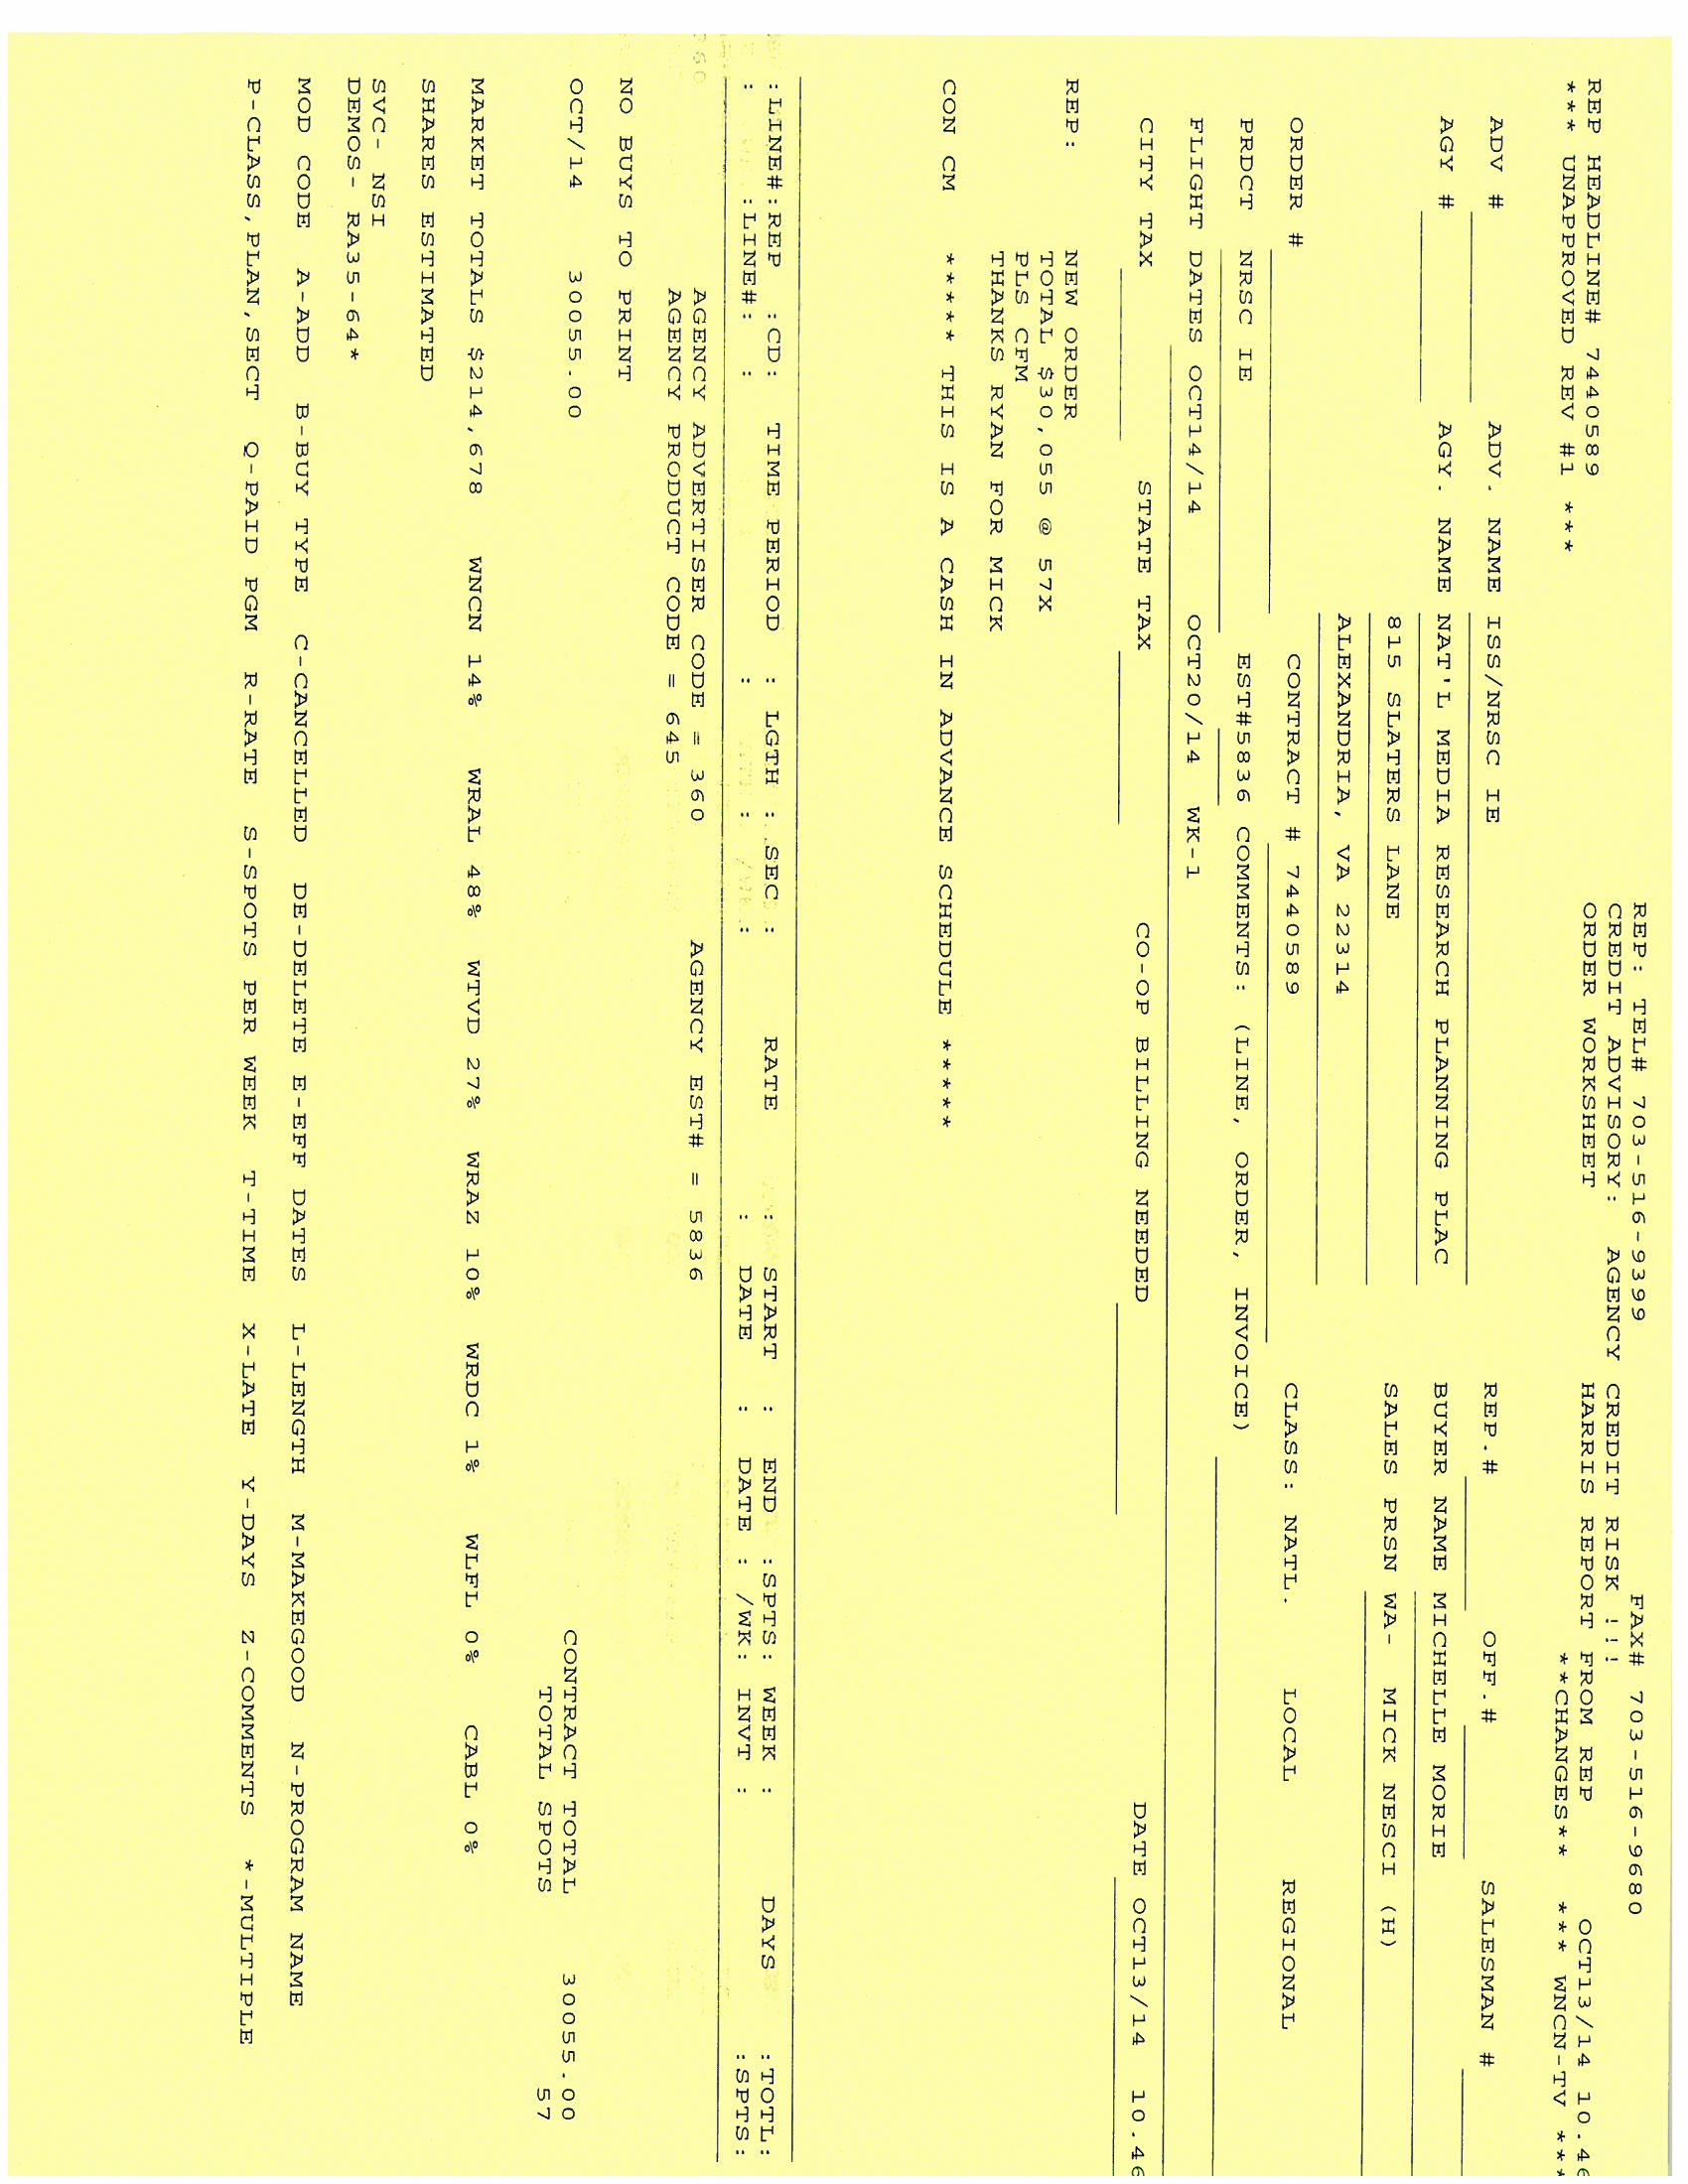 REP: TEL# 703-516-9399 FAX# 703-516-9680
CREDIT ADVISORY: AGENCY CREDIT RISK !!!
REP HEADLINE# 7440589 ORDER WORKSHEET HARRIS REPORT FROM REP OCT13/14 10.46
*** UNAPPROVED REV #1 *** **CHANGES** *** WNCN-TV ***
ADV # ADV. NAME ISS/NRSC IE REP.# OFF.# SALESMAN #
AGY # AGY. NAME NAT'L MEDIA RESEARCH PLANNING PLAC BUYER NAME MICHELLE MORIE
815 SLATERS LANE SALES PRSN WA- MICK NESCI (H)
ALEXANDRIA, VA 22314
ORDER # CONTRACT # 7440589 CLASS: NATL. LOCAL REGIONAL
PRDCT NRSC IE EST#5836 COMMENTS: (LINE, ORDER, INVOICE)
FLIGHT DATES OCT14/14 OCT20/14 WK-1
CITY TAX STATE TAX CO-OP BILLING NEEDED DATE OCT13/14 10.46
REP: NEW ORDER
TOTAL $30,055 @ 57X
PLS CFM
THANKS RYAN FOR MICK
CON CM ***** THIS IS A CASH IN ADVANCE SCHEDULE *****
:LINE#:REP :CD: TIME PERIOD : LGTH : SEC : RATE : START : END :SPTS: WEEK : DAYS :TOTL:
: :LINE#: : : : : : DATE : DATE : /WK: INVT : :SPTS:
AGENCY ADVERTISER CODE = 360 AGENCY EST# = 5836
AGENCY PRODUCT CODE = 645
NO BUYS TO PRINT
OCT/14 30055.00 CONTRACT TOTAL 30055.00
TOTAL SPOTS 57
MARKET TOTALS $214,678 WNCN 14% WRAL 48% WTVD 27% WRAZ 10% WRDC 1% WLFL 0% CABL 0%
SHARES ESTIMATED
SVC- NSI
DEMOS- RA35-64*
MOD CODE A-ADD B-BUY TYPE C-CANCELLED DE-DELETE E-EFF DATES L-LENGTH M-MAKEGOOD N-PROGRAM NAME
P-CLASS,PLAN,SECT Q-PAID PGM R-RATE S-SPOTS PER WEEK T-TIME X-LATE Y-DAYS Z-COMMENTS *-MULTIPLE